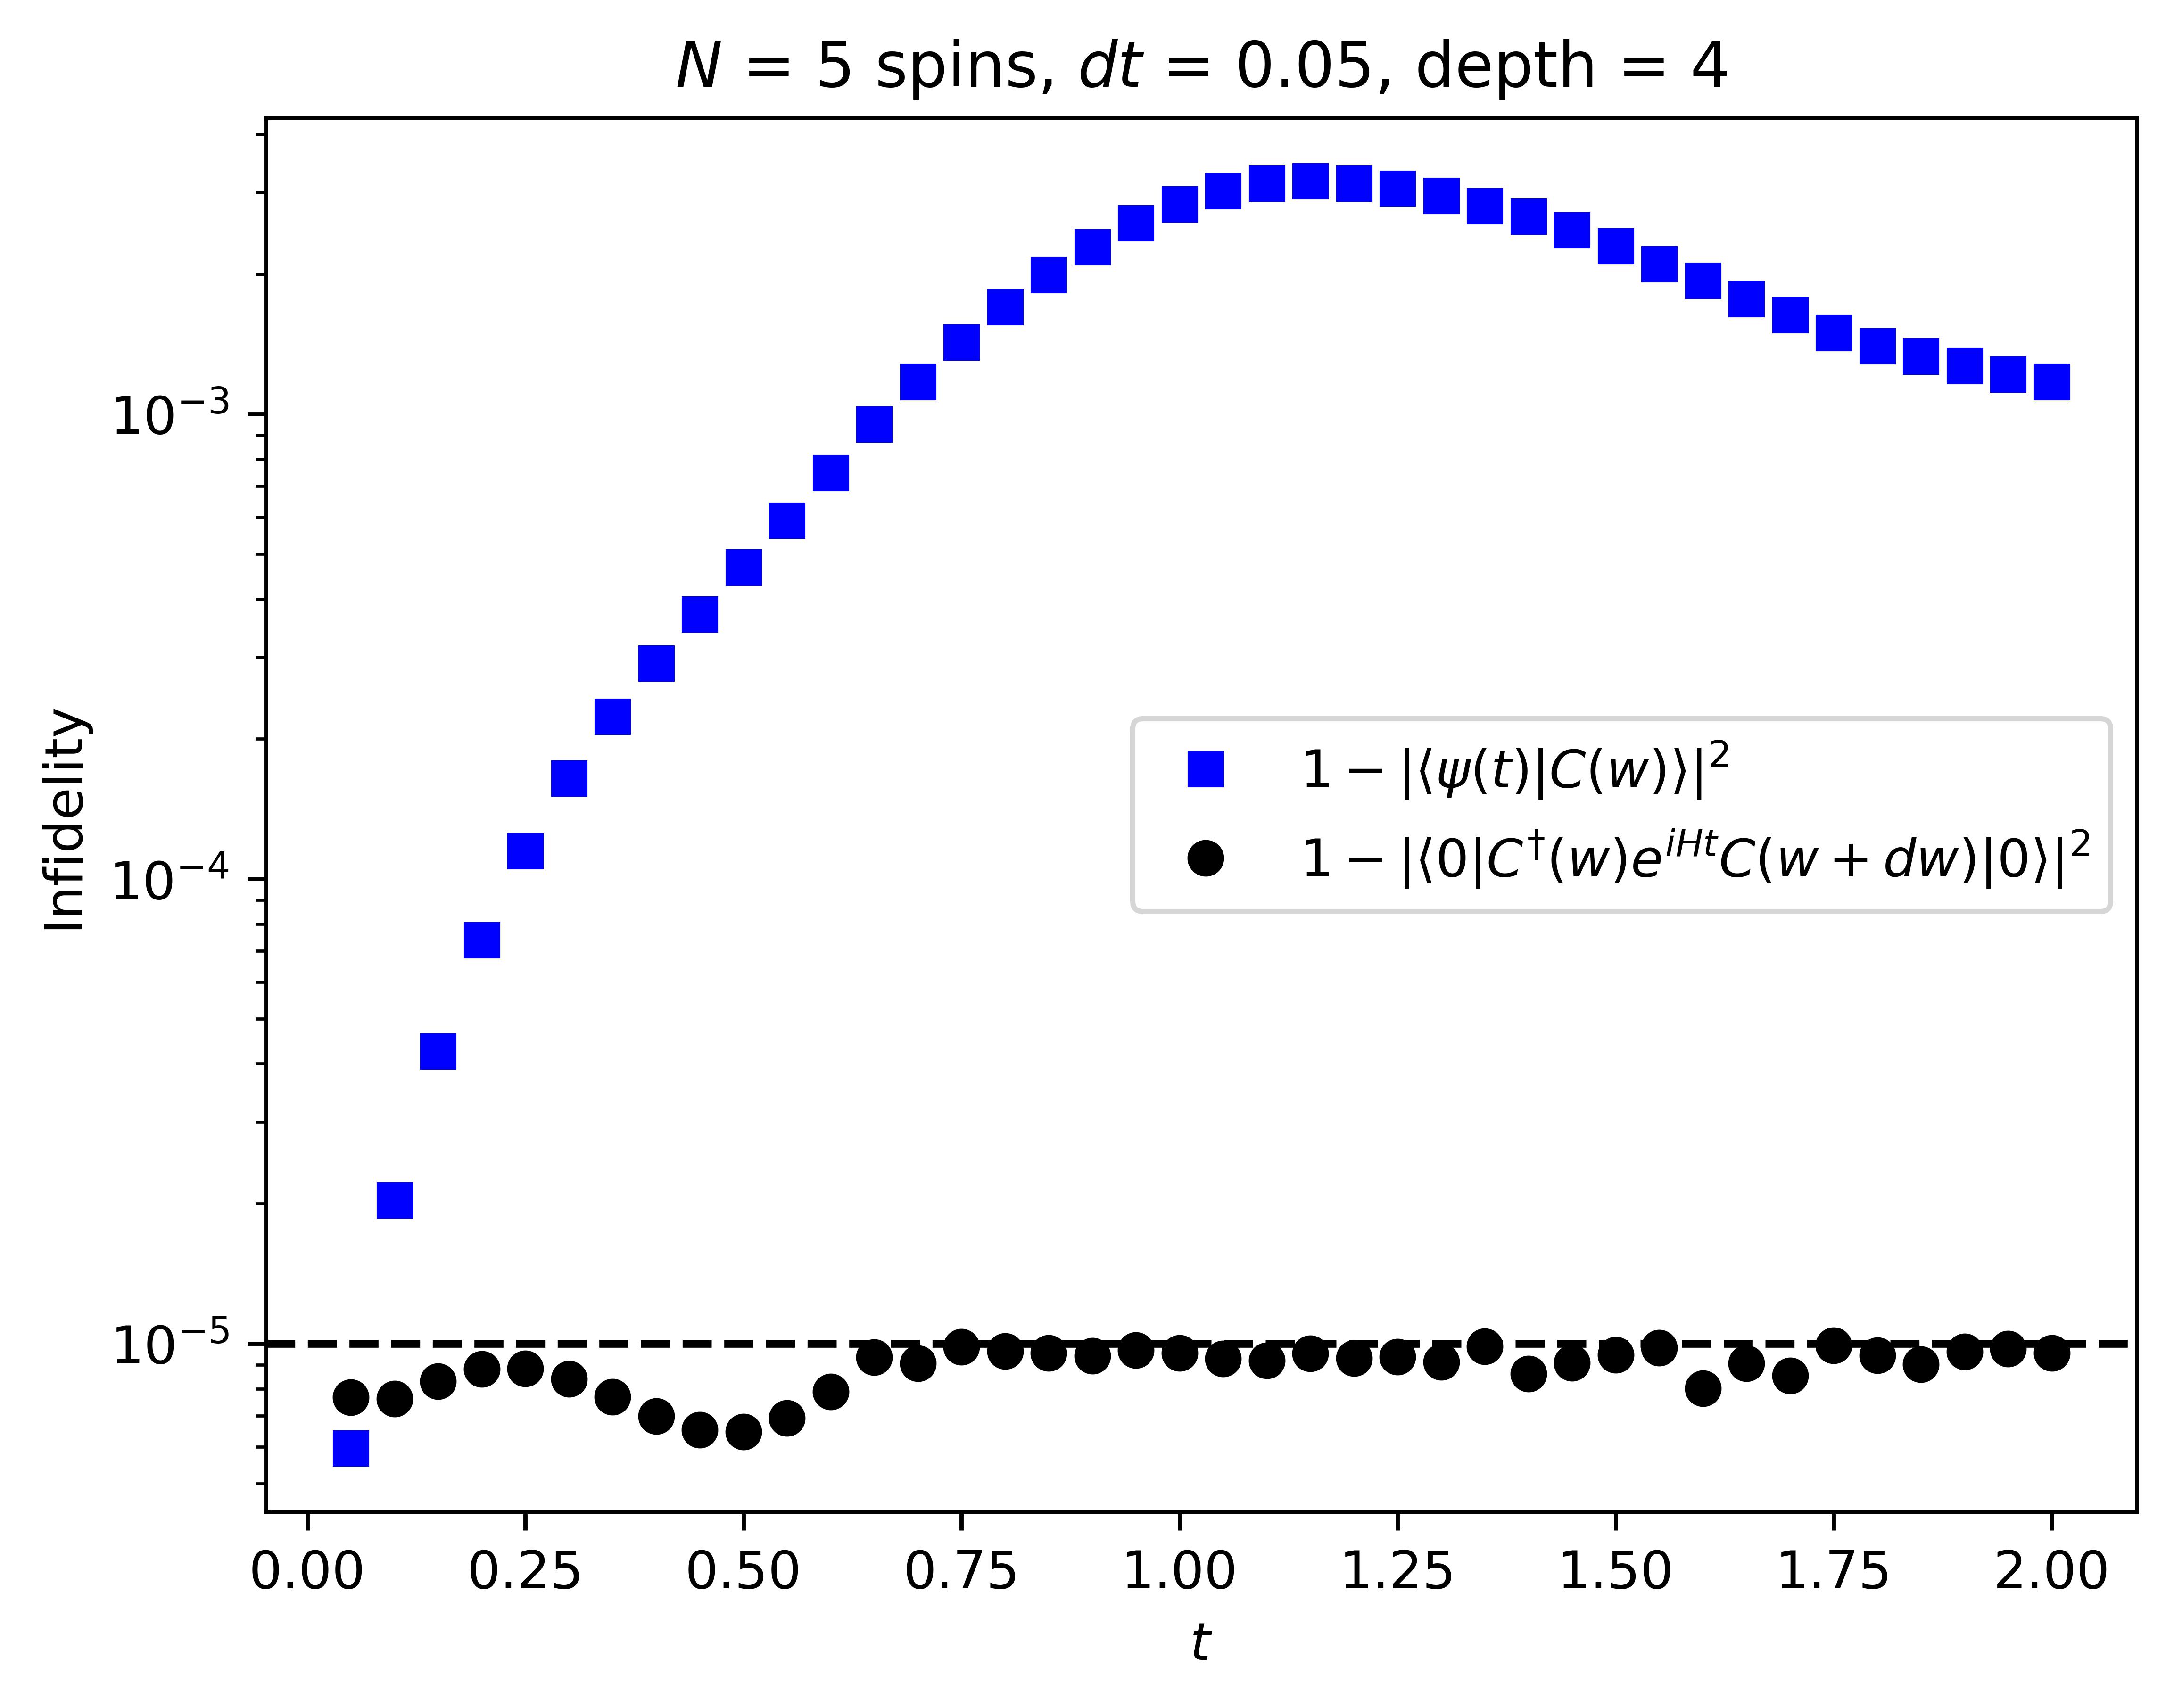 N = 5 spins, dt = 0.05, depth = 4
Infidelity
10⁻³
10⁻⁴
10⁻⁵
1 − |⟨ψ(t)|C(w)⟩|²
1 − |⟨0|C†(w)e^{iHt}C(w + dw)|0⟩|²
0.00 0.25 0.50 0.75 1.00 1.25 1.50 1.75 2.00
t